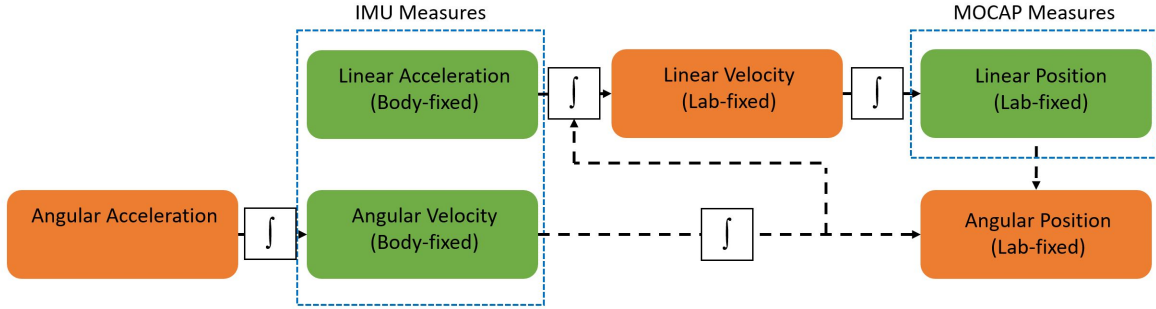 IMU Measures
MOCAP Measures
Linear Acceleration
(Body-fixed)
∫
Linear Velocity
(Lab-fixed)
∫
Linear Position
(Lab-fixed)
Angular Acceleration
∫
Angular Velocity
(Body-fixed)
∫
Angular Position
(Lab-fixed)